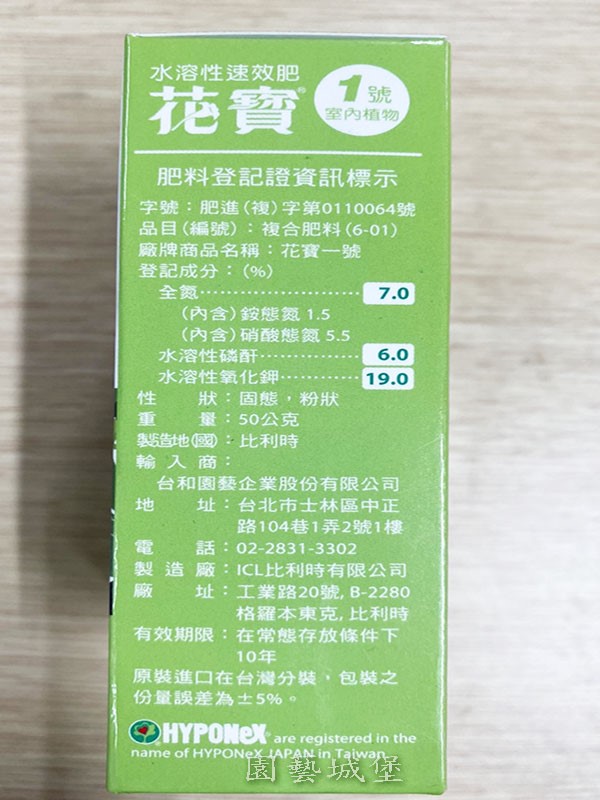 水溶性速效肥
花寶®
1號
室內植物
肥料登記證資訊標示
字號：肥進(複)字第0110064號
品目(編號)：複合肥料(6-01)
廠牌商品名稱：花寶一號
登記成分：(%)
全氮························ 7.0
(內含)銨態氮 1.5
(內含)硝酸態氮 5.5
水溶性磷酐·················· 6.0
水溶性氧化鉀············ 19.0
性狀：固態，粉狀
重量：50公克
製造地(國)：比利時
輸入商：
台和園藝企業股份有限公司
地址：台北市士林區中正
路104巷1弄2號1樓
電話：02-2831-3302
製造廠：ICL比利時有限公司
廠址：工業路20號, B-2280
格羅本東克, 比利時
有效期限：在常態存放條件下
10年
原裝進口在台灣分裝，包裝之
份量誤差為±5%。
HYPONeX are registered in the
name of HYPONeX JAPAN in Taiwan.
園藝城堡